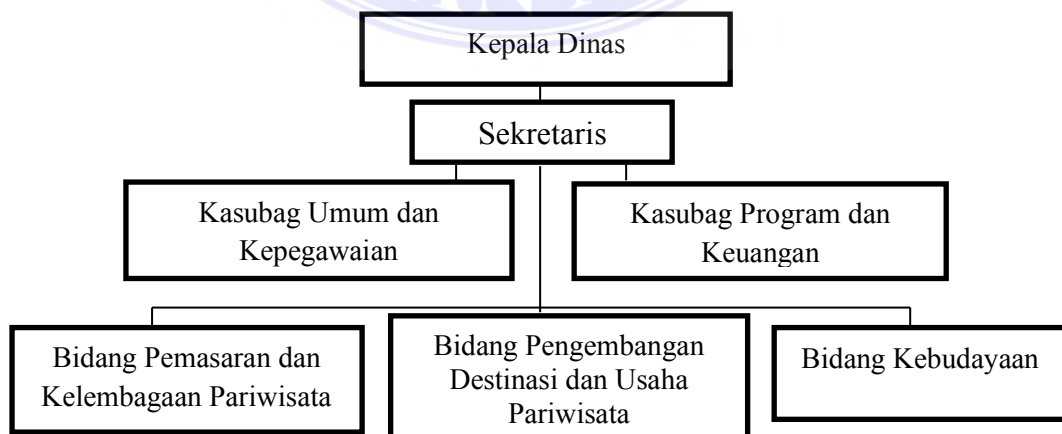 Kepala Dinas
Sekretaris
Kasubag Umum dan
Kepegawaian
Kasubag Program dan
Keuangan
Bidang Pemasaran dan
Kelembagaan Pariwisata
Bidang Pengembangan
Destinasi dan Usaha
Pariwisata
Bidang Kebudayaan